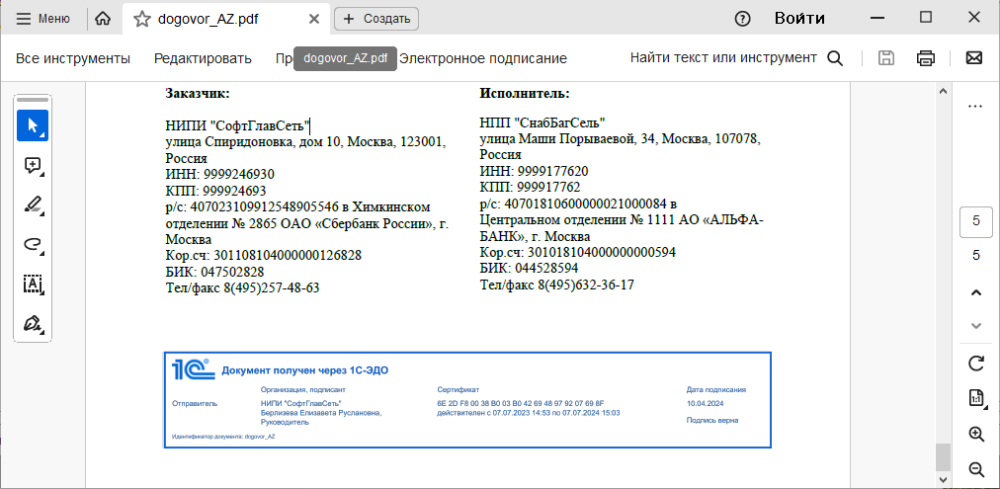 Меню
dogovor_AZ.pdf
Создать
Войти
Все инструменты
Редактировать
dogovor_AZ.pdf
Электронное подписание
Найти текст или инструмент
Заказчик:
НИПИ "СофтГлавСеть"
улица Спиридоновка, дом 10, Москва, 123001,
Россия
ИНН: 9999246930
КПП: 999924693
р/с: 407023109912548905546 в Химкинском
отделении № 2865 ОАО «Сбербанк России», г.
Москва
Кор.сч: 301108104000000126828
БИК: 047502828
Тел/факс 8(495)257-48-63
Исполнитель:
НПП "СнабБагСель"
улица Маши Порываевой, 34, Москва, 107078,
Россия
ИНН: 9999177620
КПП: 999917762
р/с: 40701810600000021000084 в
Центральном отделении № 1111 АО «АЛЬФА-
БАНК», г. Москва
Кор.сч: 301018104000000000594
БИК: 044528594
Тел/факс 8(495)632-36-17
5
5
1:1
1С
Документ получен через 1С-ЭДО
Организация, подписант
Сертификат
Дата подписания
Отправитель
НИПИ "СофтГлавСеть"
Берлизева Елизавета Руслановна,
Руководитель
6E 2D F8 00 38 B0 03 B0 42 69 48 97 92 07 69 8F
действителен с 07.07.2023 14:53 по 07.07.2024 15:03
10.04.2024
Подпись верна
Идентификатор документа: dogovor_AZ